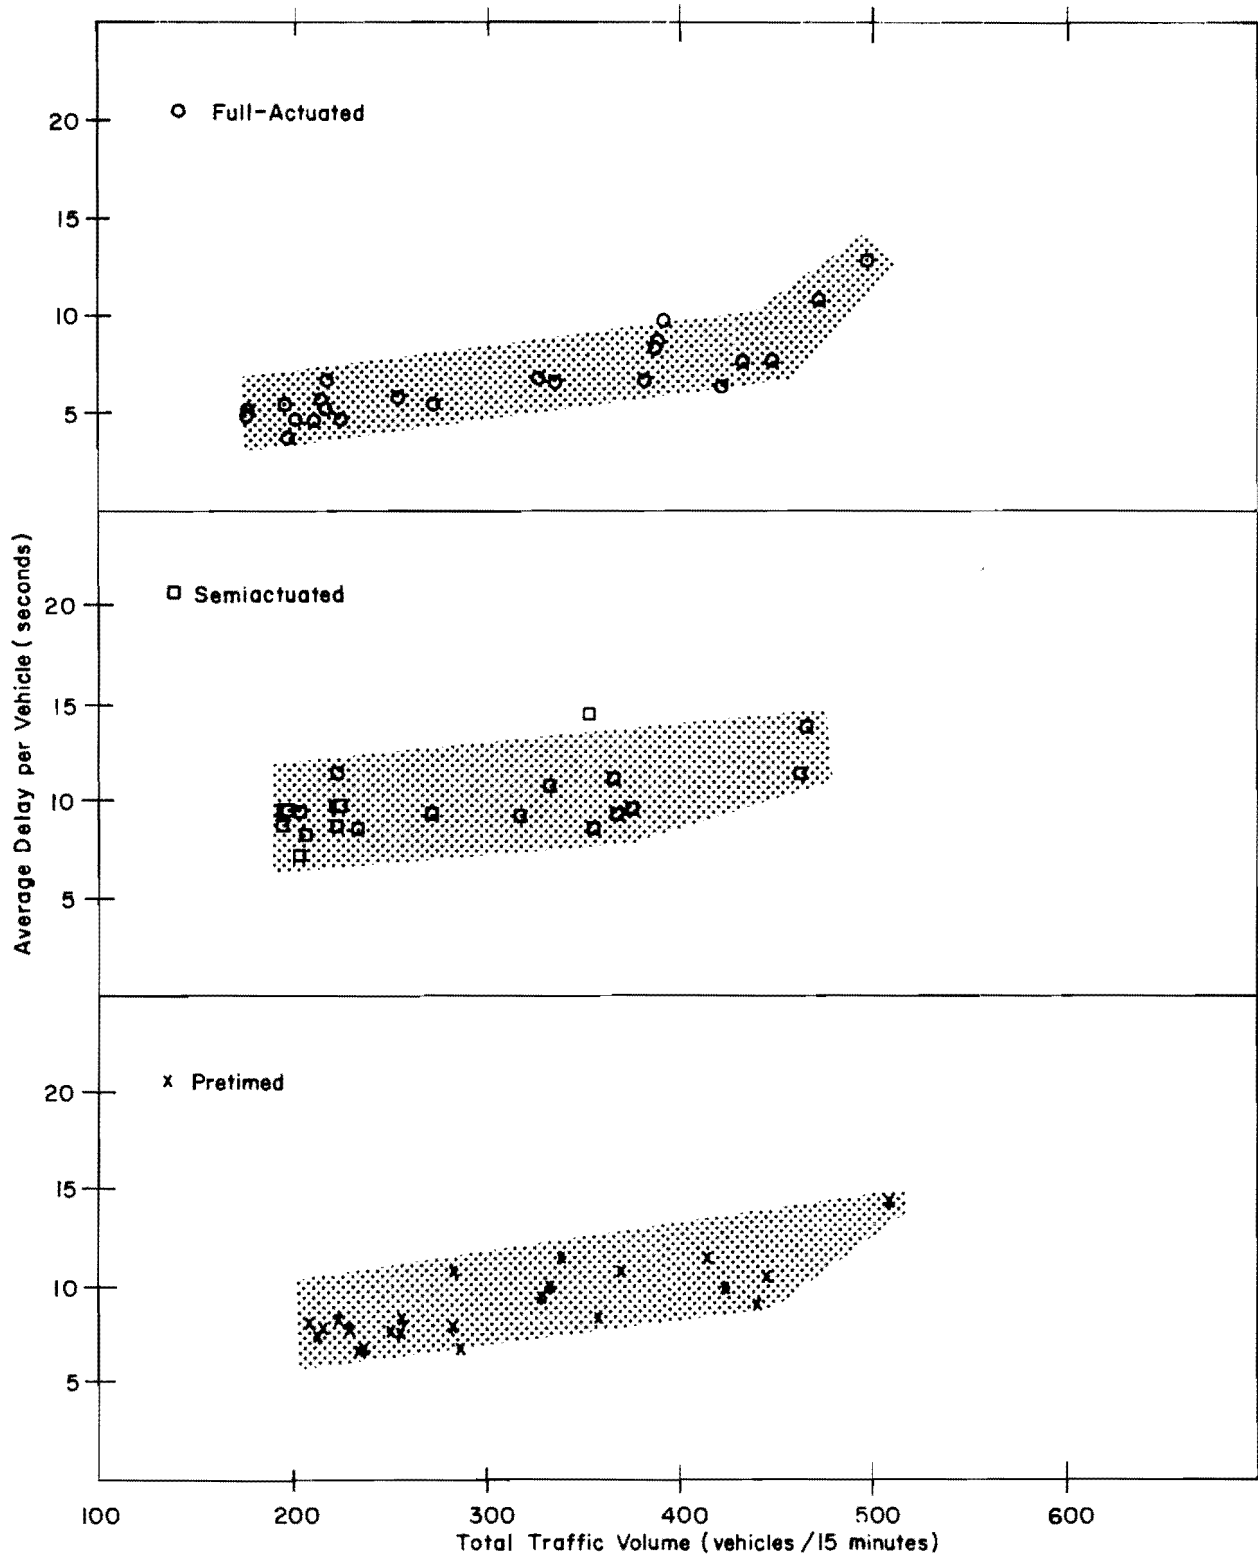 20
O Full-Actuated
15
10
5
Average Delay per Vehicle (seconds)
20
□ Semiactuated
15
10
5
20
x Pretimed
15
10
5
100 200 300 400 500 600
Total Traffic Volume (vehicles/15 minutes)